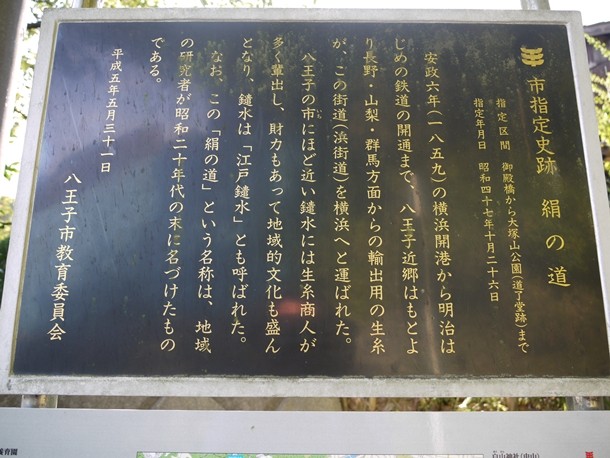 市指定史跡 絹の道
指定区間 御殿橋から大塚山公園(道了堂跡)まで
指定年月日 昭和四十七年十月二十六日
安政六年(一八五九)の横浜開港から明治は
じめの鉄道の開通まで、八王子近郷はもとよ
り長野・山梨・群馬方面からの輸出用の生糸
が、この街道(浜街道)を横浜へと運ばれた。
八王子の市にほど近い鑓水には生糸商人が
多く輩出し、財力もあって地域的文化も盛ん
となり、鑓水は「江戸鑓水」とも呼ばれた。
なお、この「絹の道」という名称は、地域
の研究者が昭和二十年代の末に名づけたもの
である。
平成五年五月三十一日
八王子市教育委員会
白山神社(中山)